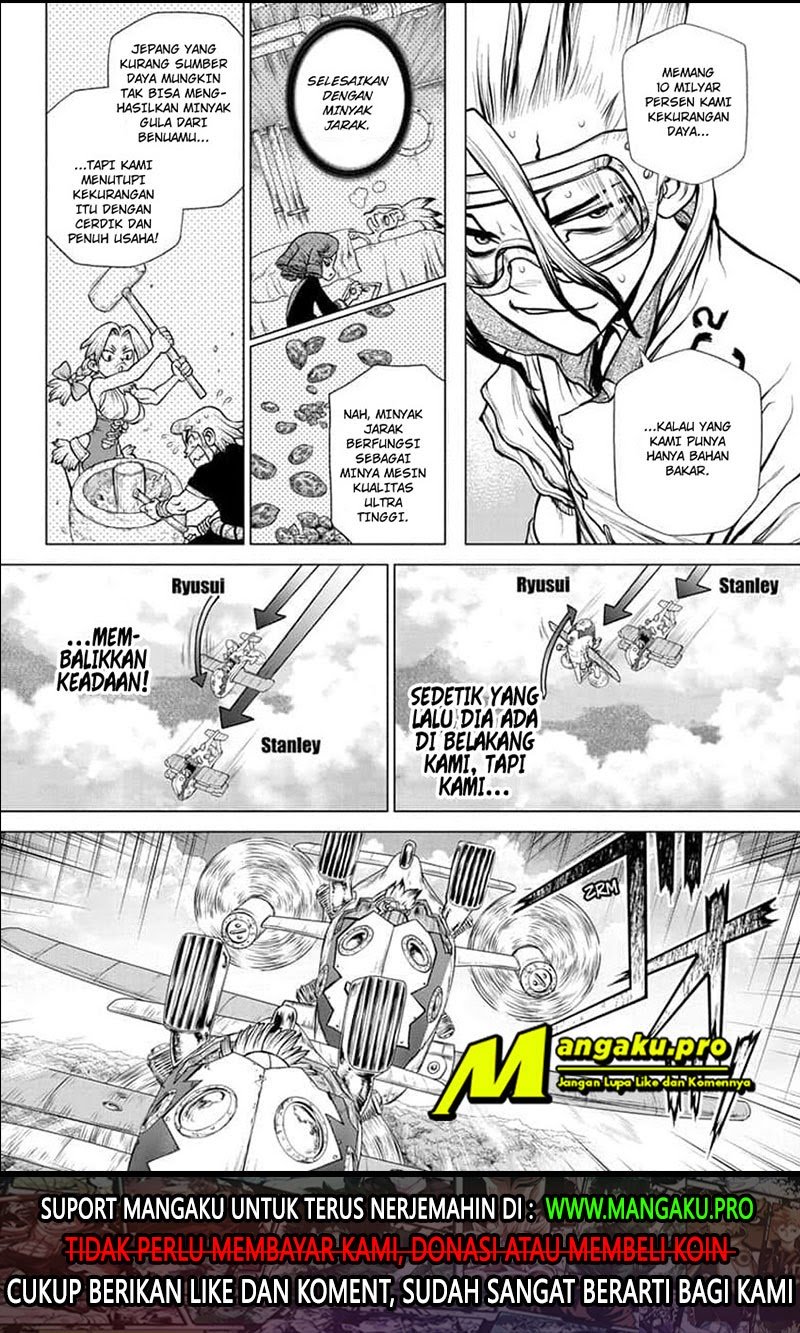 MEMANG
10 MILYAR
PERSEN KAMI
KEKURANGAN
DAYA...
...KALAU YANG
KAMI PUNYA
HANYA BAHAN
BAKAR.
SELESAIKAN
DENGAN
MINYAK
JARAK.
NAH, MINYAK
JARAK
BERFUNGSI
SEBAGAI
MINYA MESIN
KUALITAS
ULTRA
TINGGI.
JEPANG YANG
KURANG SUMBER
DAYA MUNGKIN
TAK BISA MENG-
HASILKAN MINYAK
GULA DARI
BENUAMU...
...TAPI KAMI
MENUTUPI
KEKURANGAN
ITU DENGAN
CERDIK DAN
PENUH USAHA!
Ryusui
Stanley
SEDETIK YANG
LALU DIA ADA
DI BELAKANG
KAMI, TAPI
KAMI...
Ryusui
...MEM-
BALIKKAN
KEADAAN!
Stanley
ZRM
Mangaku.pro
Jangan Lupa Like dan Komennya
SUPORT MANGAKU UNTUK TERUS NERJEMAHIN DI : WWW.MANGAKU.PRO
TIDAK PERLU MEMBAYAR KAMI, DONASI ATAU MEMBELI KOIN
CUKUP BERIKAN LIKE DAN KOMENT, SUDAH SANGAT BERARTI BAGI KAMI